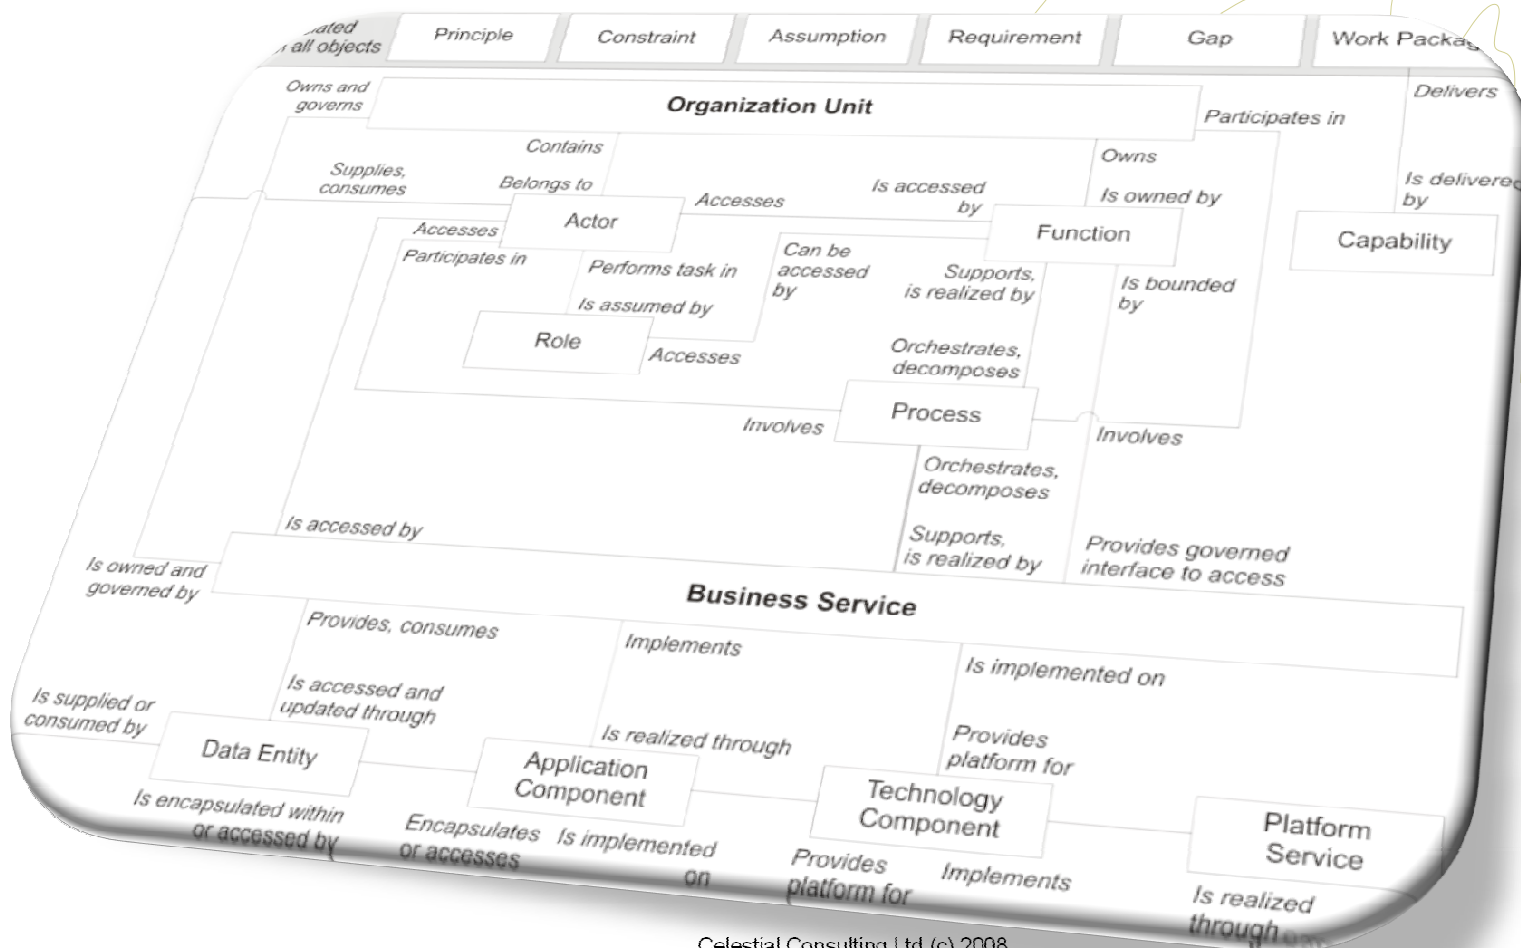 all objects
Principle
Constraint
Assumption
Requirement
Gap
Work
Owns and
governs
Organization Unit
Participates in
Delivers
Contains
Owns
Supplies,
consumes
Belongs to
Accesses
Is accessed
by
Is owned by
Is delivered
by
Actor
Function
Capability
Accesses
Participates in
Performs task in
Can be
accessed
by
Supports,
is realized by
Is bounded
by
Is assumed by
Role
Accesses
Orchestrates,
decomposes
Process
Involves
Involves
Orchestrates,
decomposes
Is accessed by
Supports,
is realized by
Provides governed
interface to access
Is owned and
governed by
Business Service
Provides, consumes
Implements
Is implemented on
Is accessed and
updated through
Is supplied or
consumed by
Is realized through
Provides
platform for
Data Entity
Application
Component
Technology
Component
Platform
Service
Is encapsulated within
or accessed by
Encapsulates
or accesses
Is implemented
on
Provides
platform for
Implements
Is realized
through
Celestial Consulting Ltd (c) 2008